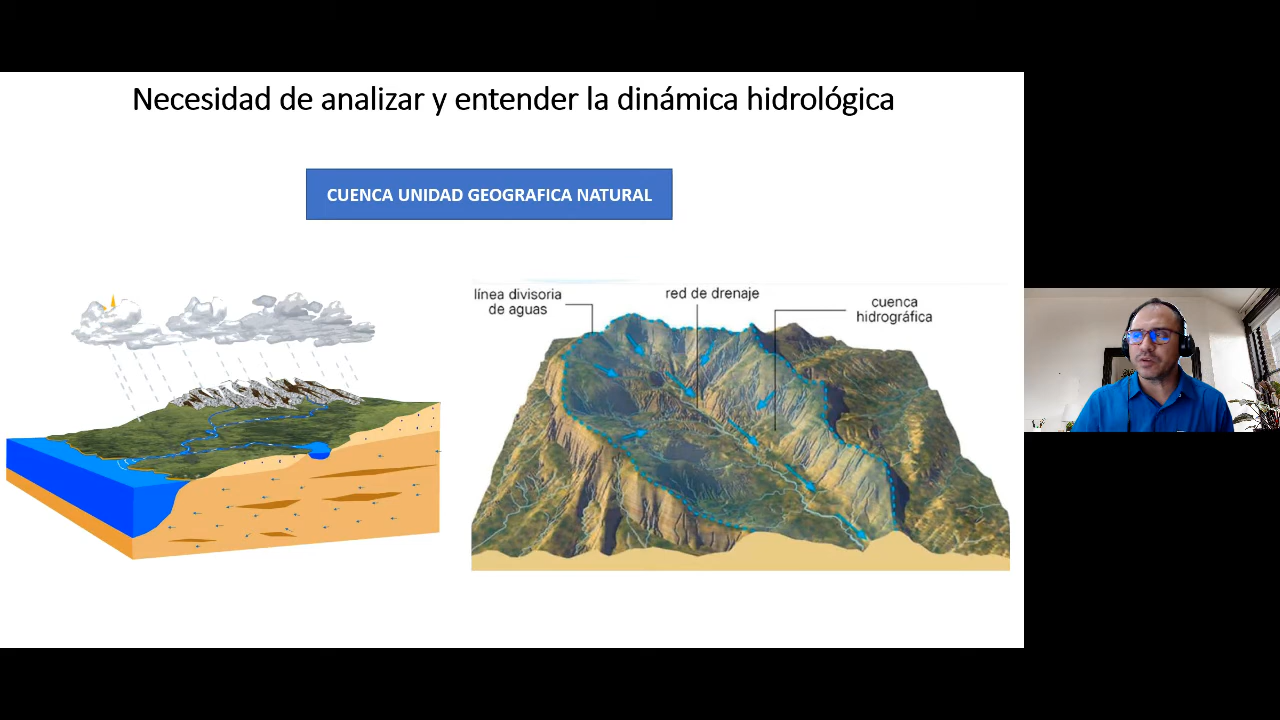 Necesidad de analizar y entender la dinámica hidrológica
CUENCA UNIDAD GEOGRAFICA NATURAL
línea divisoria
de aguas
red de drenaje
cuenca
hidrográfica